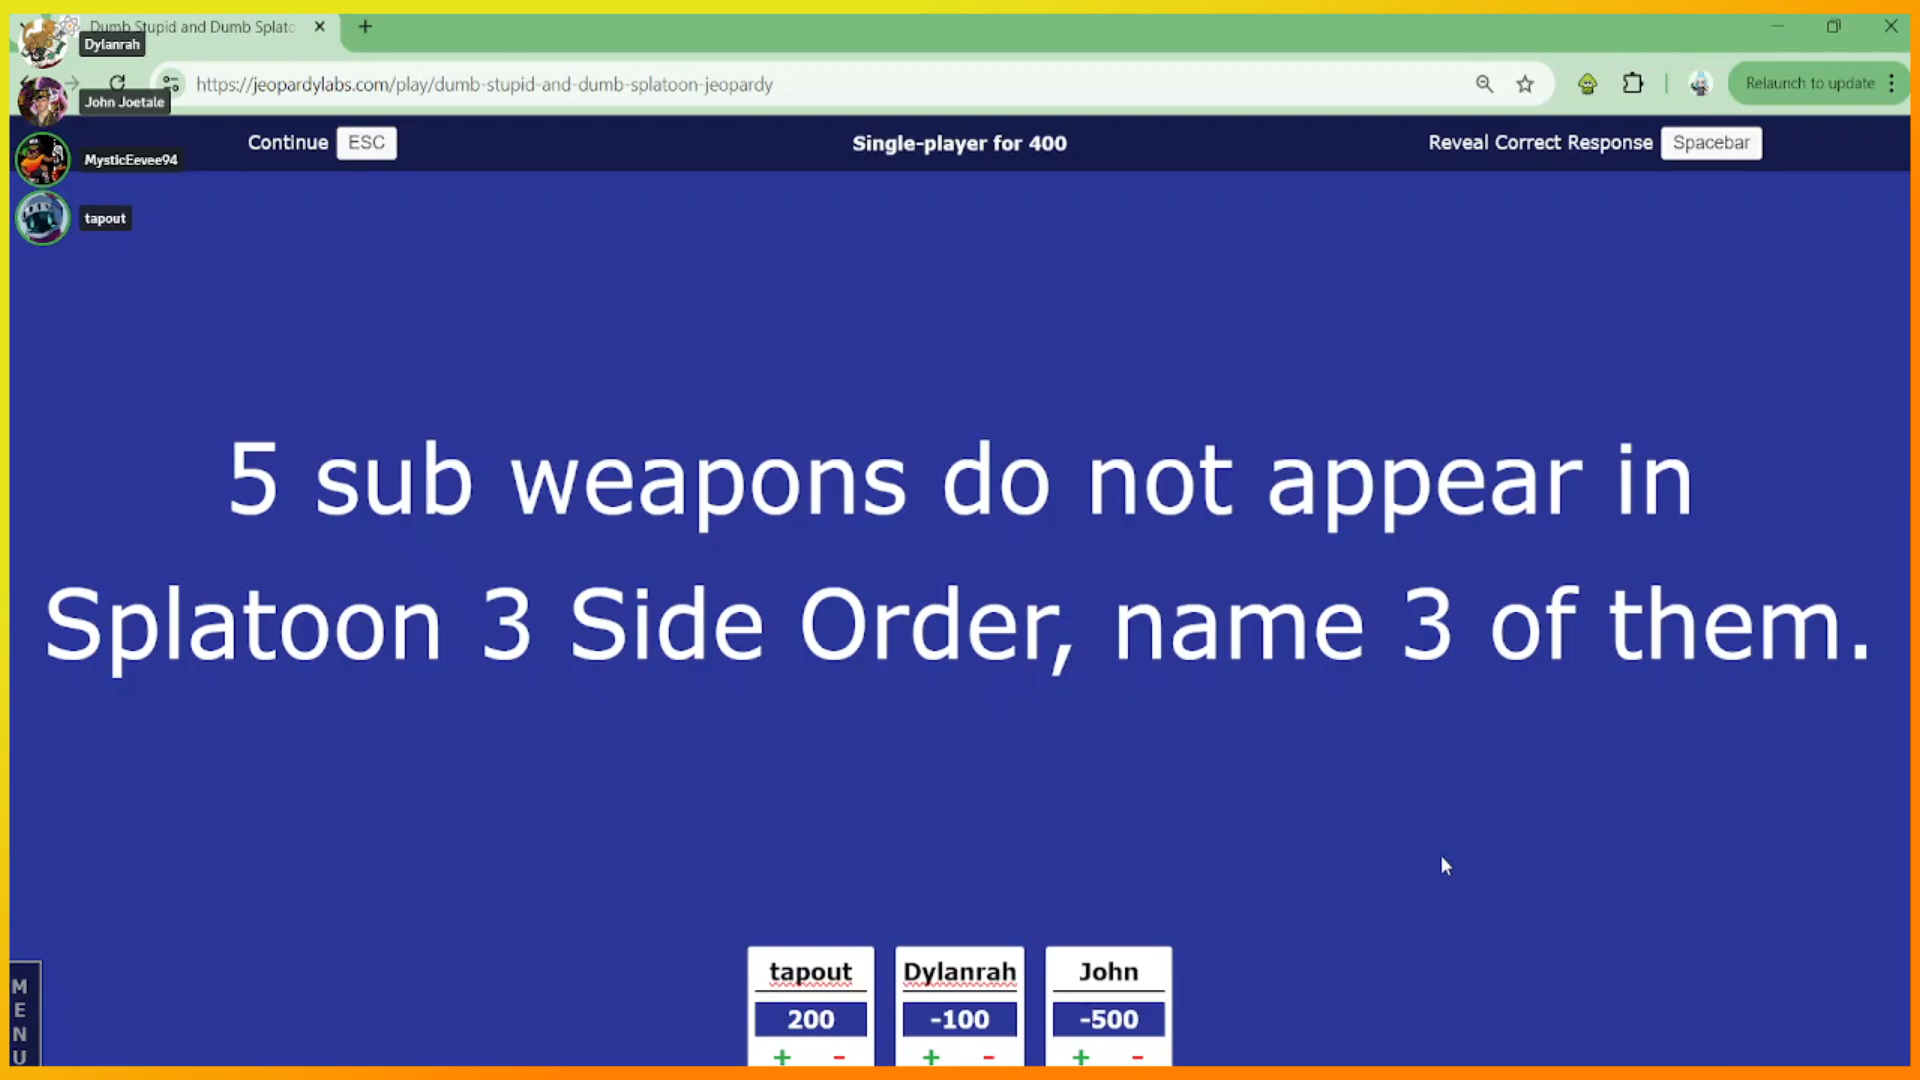 Dumb Stupid and Dumb Splato
Dylanrah
https://jeopardylabs.com/play/dumb-stupid-and-dumb-splatoon-jeopardy
Relaunch to update
John Joetale
Continue ESC
Single-player for 400
Reveal Correct Response Spacebar
MysticEevee94
tapout
5 sub weapons do not appear in
Splatoon 3 Side Order, name 3 of them.
MENU
tapout Dylanrah John
200 -100 -500
+ - + - + -